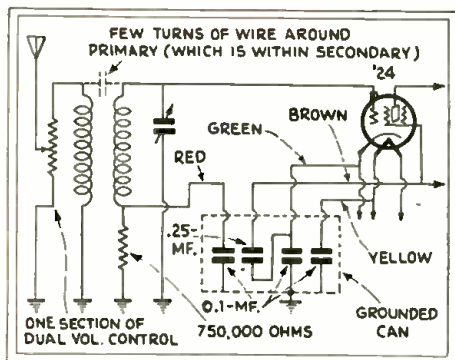 FEW TURNS OF WIRE AROUND
PRIMARY (WHICH IS WITHIN SECONDARY)
'24
BROWN
GREEN
RED
.25-
MF.
YELLOW
0.1-MF.
GROUNDED
CAN
ONE SECTION OF
DUAL VOL. CONTROL
750,000 OHMS